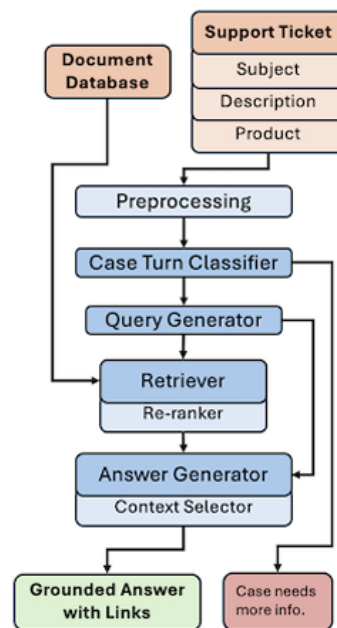 Support Ticket
Document
Database
Subject
Description
Product
Preprocessing
Case Turn Classifier
Query Generator
Retriever
Re-ranker
Answer Generator
Context Selector
Grounded Answer
with Links
Case needs
more info.